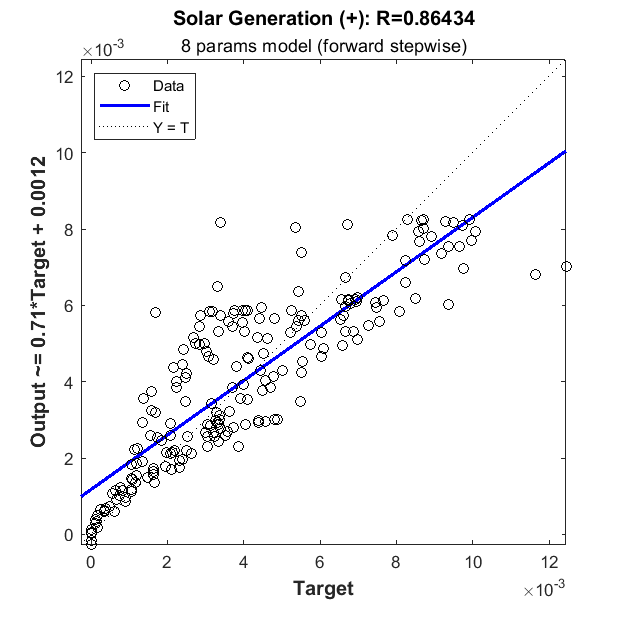 Solar Generation (+): R=0.86434
8 params model (forward stepwise)
×10⁻³
Data
Fit
Y = T
12
10
8
6
4
2
0
Output ~= 0.71*Target + 0.0012
0 2 4 6 8 10 12
Target
×10⁻³